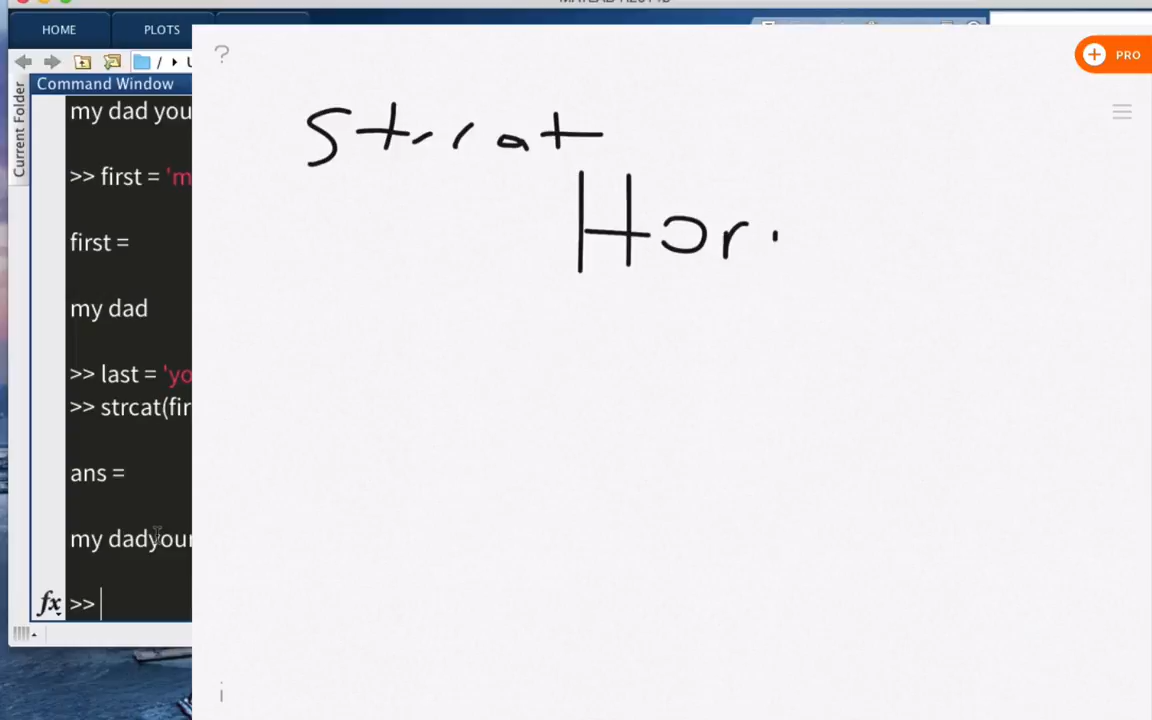 HOME PLOTS
PRO
Current Folder
Command Window
my dad you
>> first = 'm
first =
my dad
>> last = 'yo
>> strcat(fir
ans =
my dadyour
fx >>
?
Strcat
Hor.
i